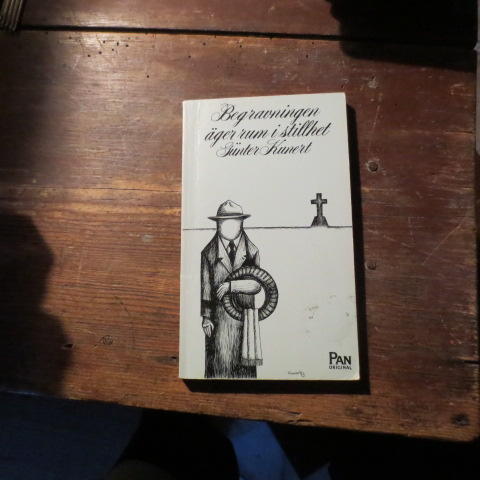 Begravningen
äger rum i stillhet
Günter Kunert
PAN
ORIGINAL